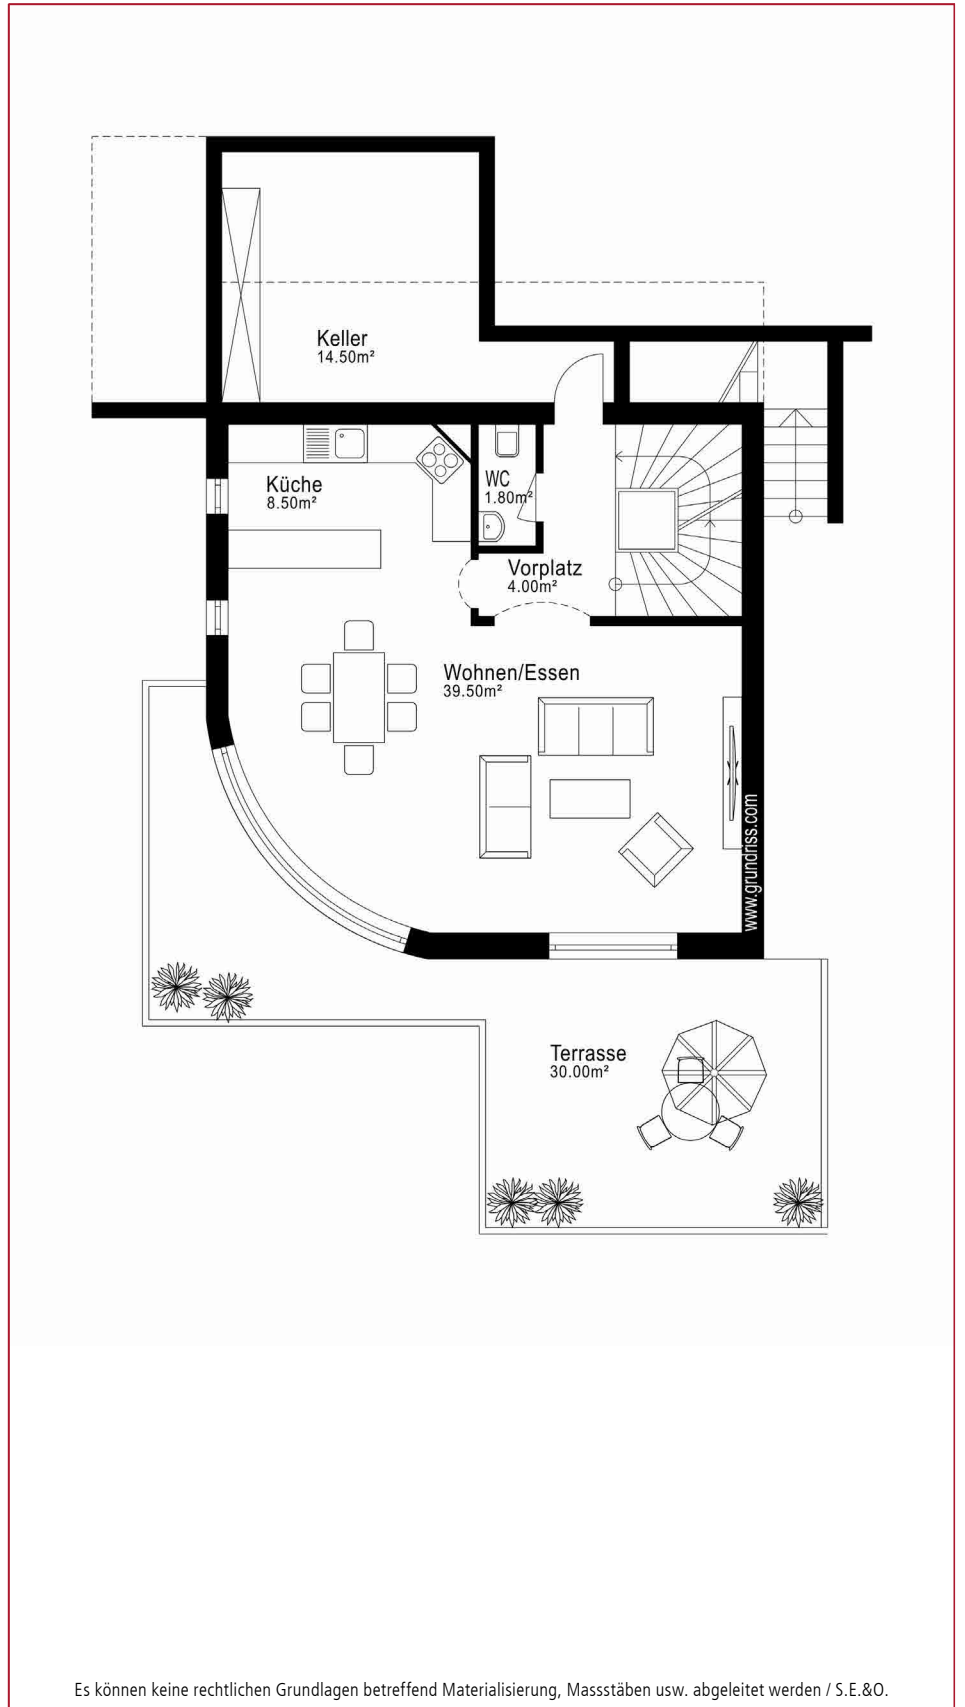 Keller
14.50m²
Küche
8.50m²
WC
1.80m²
Vorplatz
4.00m²
Wohnen/Essen
39.50m²
www.grundriss.com
Terrasse
30.00m²
Es können keine rechtlichen Grundlagen betreffend Materialisierung, Massstäben usw. abgeleitet werden / S.E.&O.